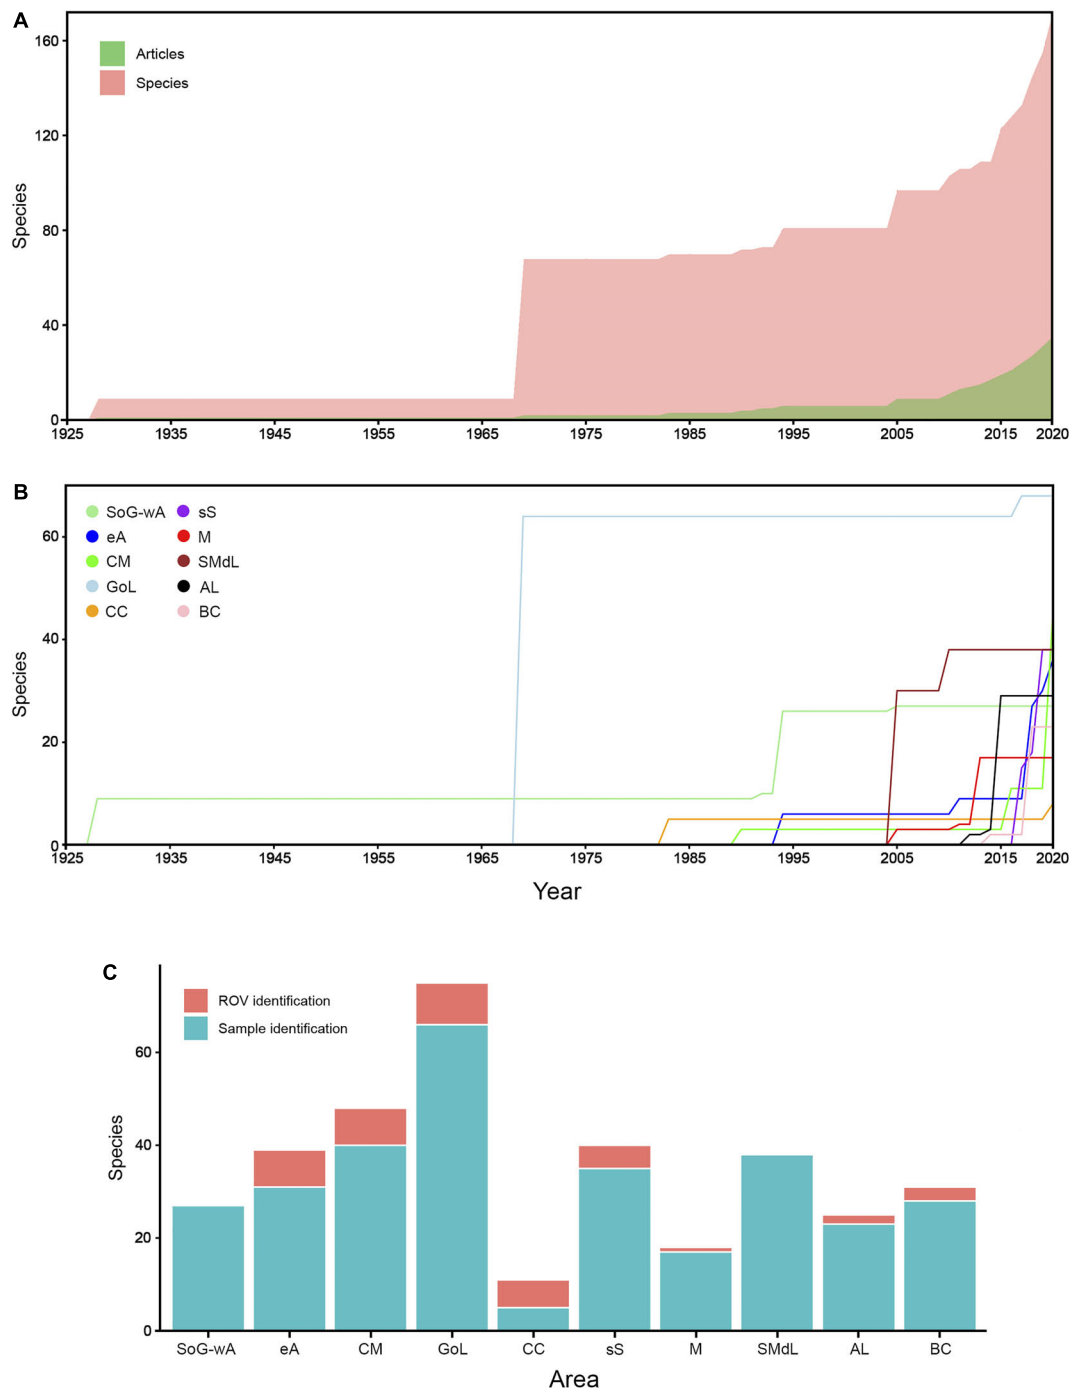 A
160
120
80
40
0
Species
Articles
Species
1925 1935 1945 1955 1965 1975 1985 1995 2005 2015 2020
B
60
40
20
0
Species
SoG-wA sS
eA M
CM SMdL
GoL AL
CC BC
1925 1935 1945 1955 1965 1975 1985 1995 2005 2015 2020
Year
C
60
40
20
0
Species
ROV identification
Sample identification
SoG-wA eA CM GoL CC sS M SMdL AL BC
Area